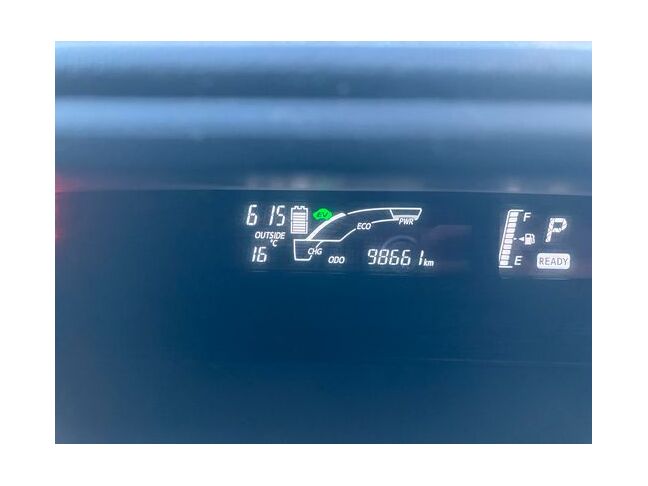 6 15 EV PWR F P
OUTSIDE ECO
16 °C CHG ODO 98661 km E READY